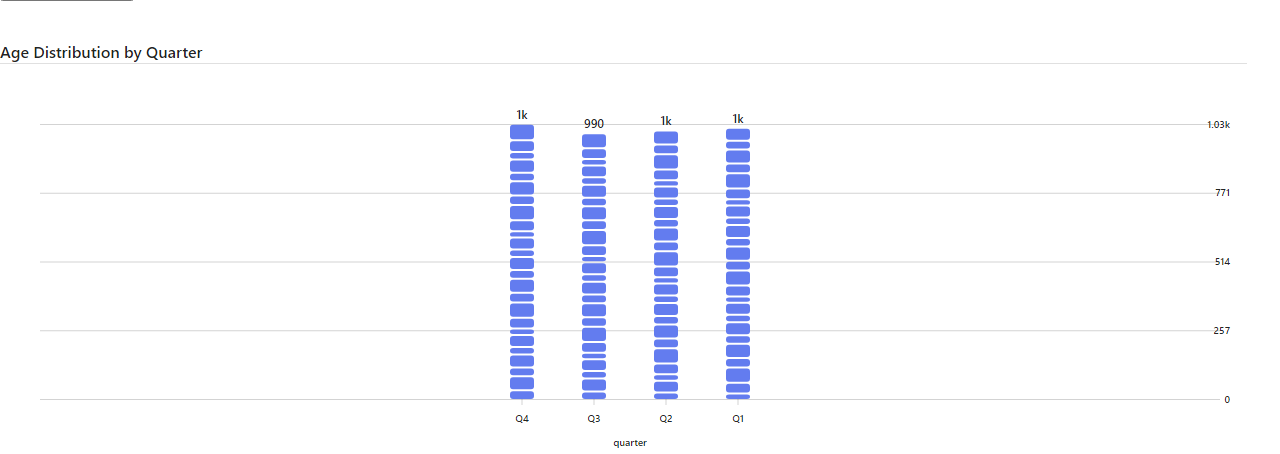 Age Distribution by Quarter
1k
990
1k
1k
1.03k
771
514
257
0
Q4
Q3
Q2
Q1
quarter